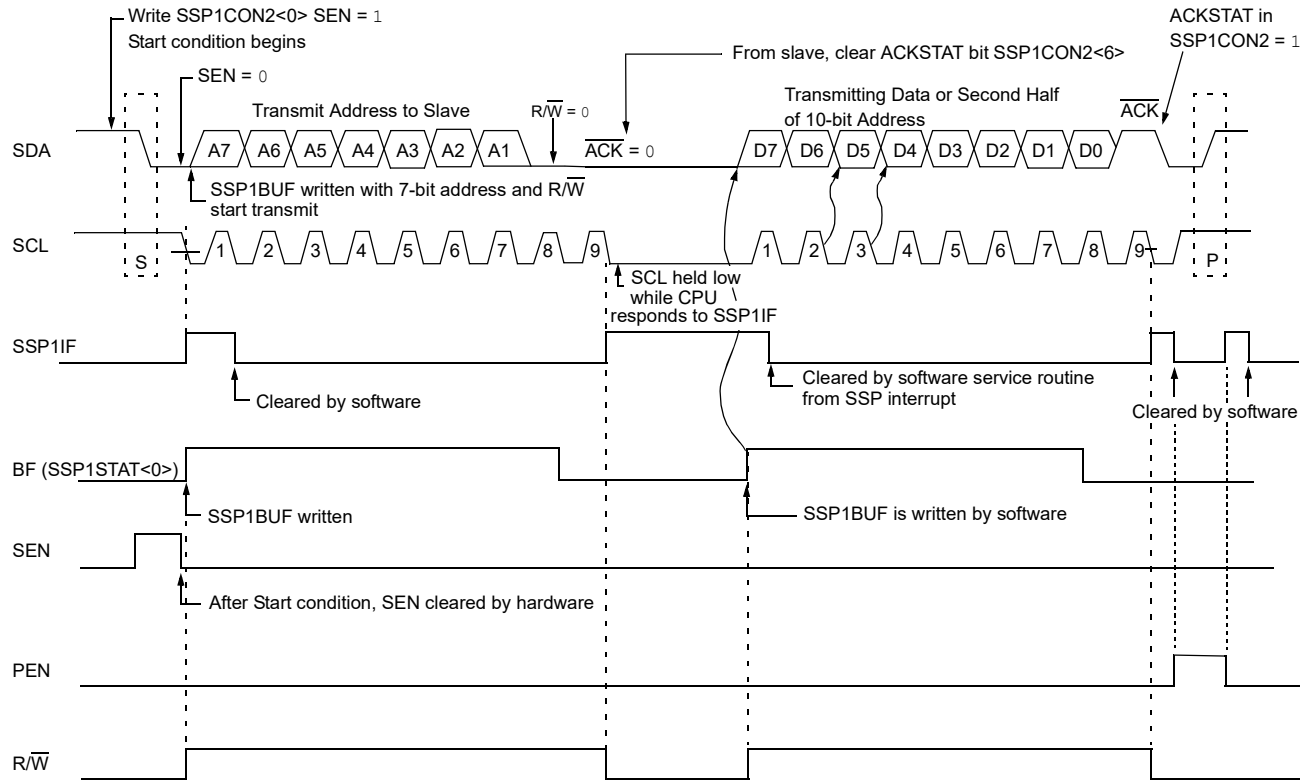 Write SSP1CON2<0> SEN = 1
Start condition begins
ACKSTAT in
SSP1CON2 = 1
From slave, clear ACKSTAT bit SSP1CON2<6>
SEN = 0
Transmit Address to Slave
R/W = 0
Transmitting Data or Second Half
of 10-bit Address
ACK
SDA
A7 A6 A5 A4 A3 A2 A1
ACK = 0
D7 D6 D5 D4 D3 D2 D1 D0
SSP1BUF written with 7-bit address and R/W
start transmit
SCL
S
1 2 3 4 5 6 7 8 9
1 2 3 4 5 6 7 8 9
P
SCL held low
while CPU
responds to SSP1IF
SSP1IF
Cleared by software
Cleared by software service routine
from SSP interrupt
Cleared by software
BF (SSP1STAT<0>)
SSP1BUF written
SSP1BUF is written by software
SEN
After Start condition, SEN cleared by hardware
PEN
R/W